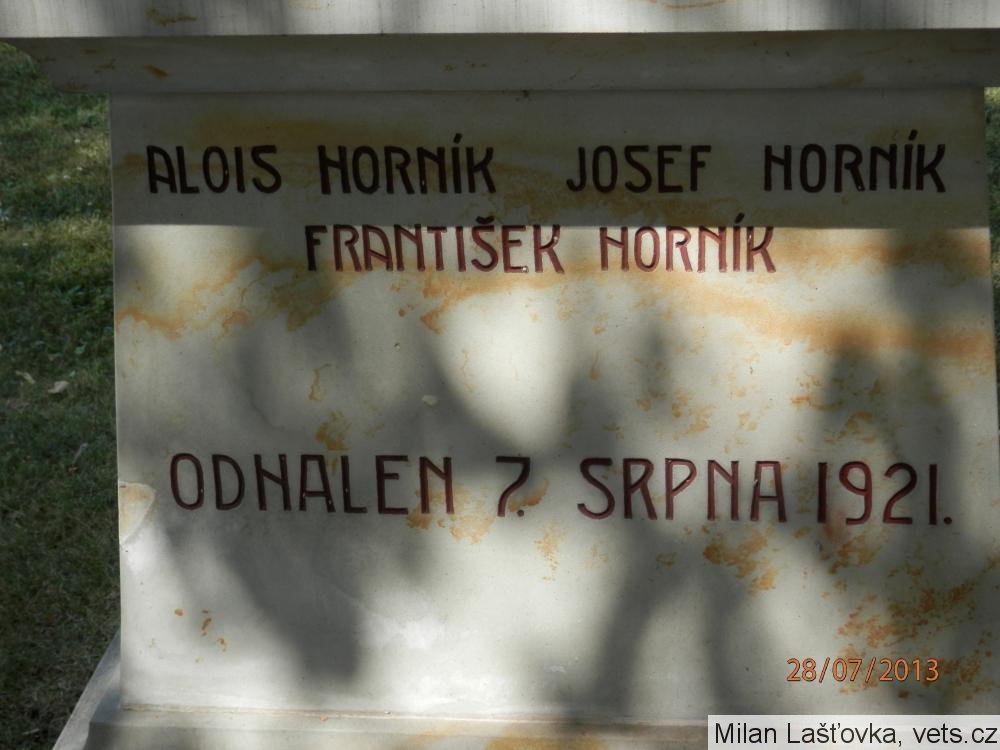 ALOIS HORNÍK JOSEF HORNÍK
FRANTIŠEK HORNÍK
ODHALEN 7. SRPNA 1921.
28/07/2013
Milan Lašťovka, vets.cz